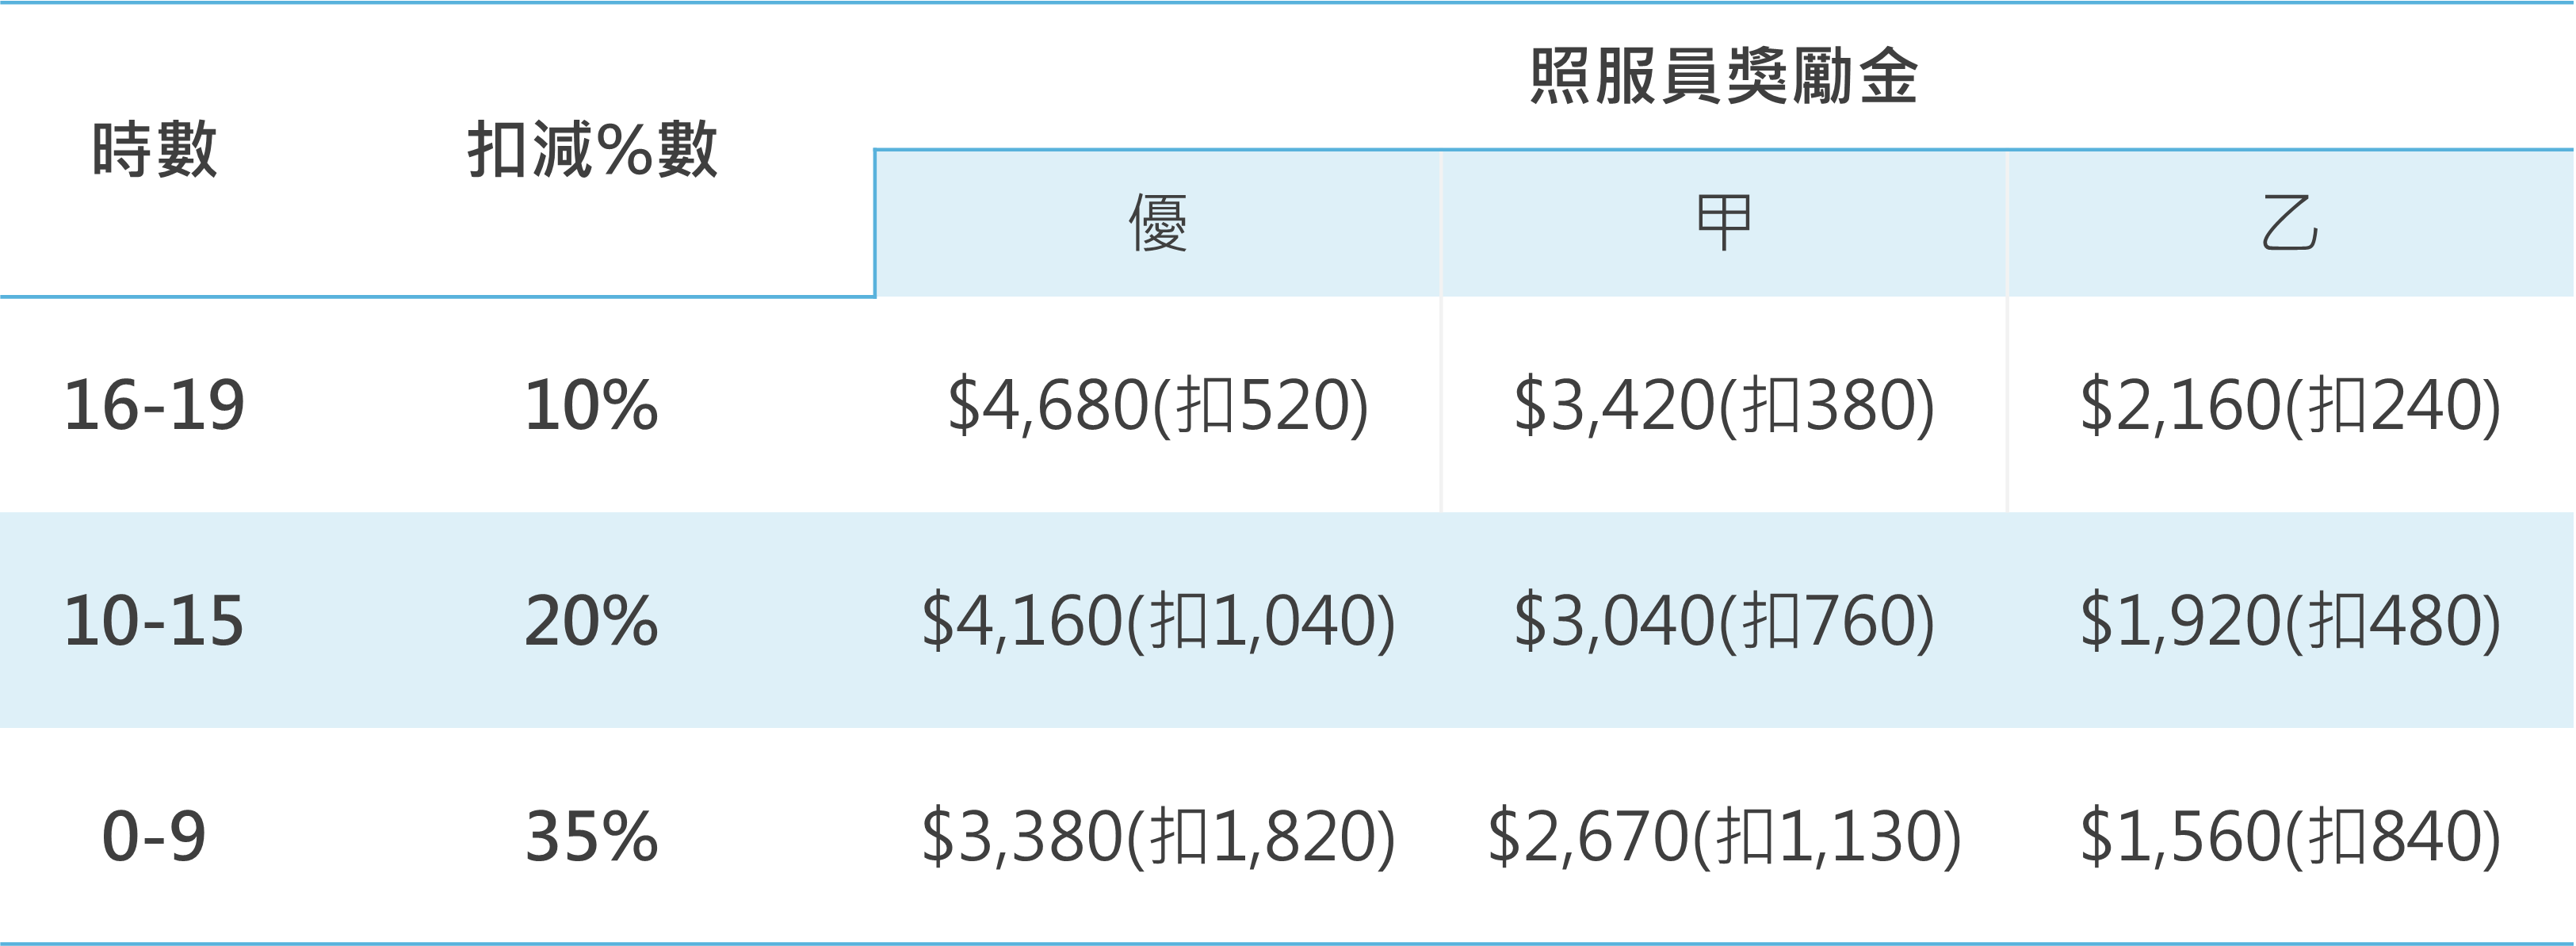 照服員獎勵金
時數 扣減%數
優 甲 乙
16-19 10% $4,680(扣520) $3,420(扣380) $2,160(扣240)
10-15 20% $4,160(扣1,040) $3,040(扣760) $1,920(扣480)
0-9 35% $3,380(扣1,820) $2,670(扣1,130) $1,560(扣840)